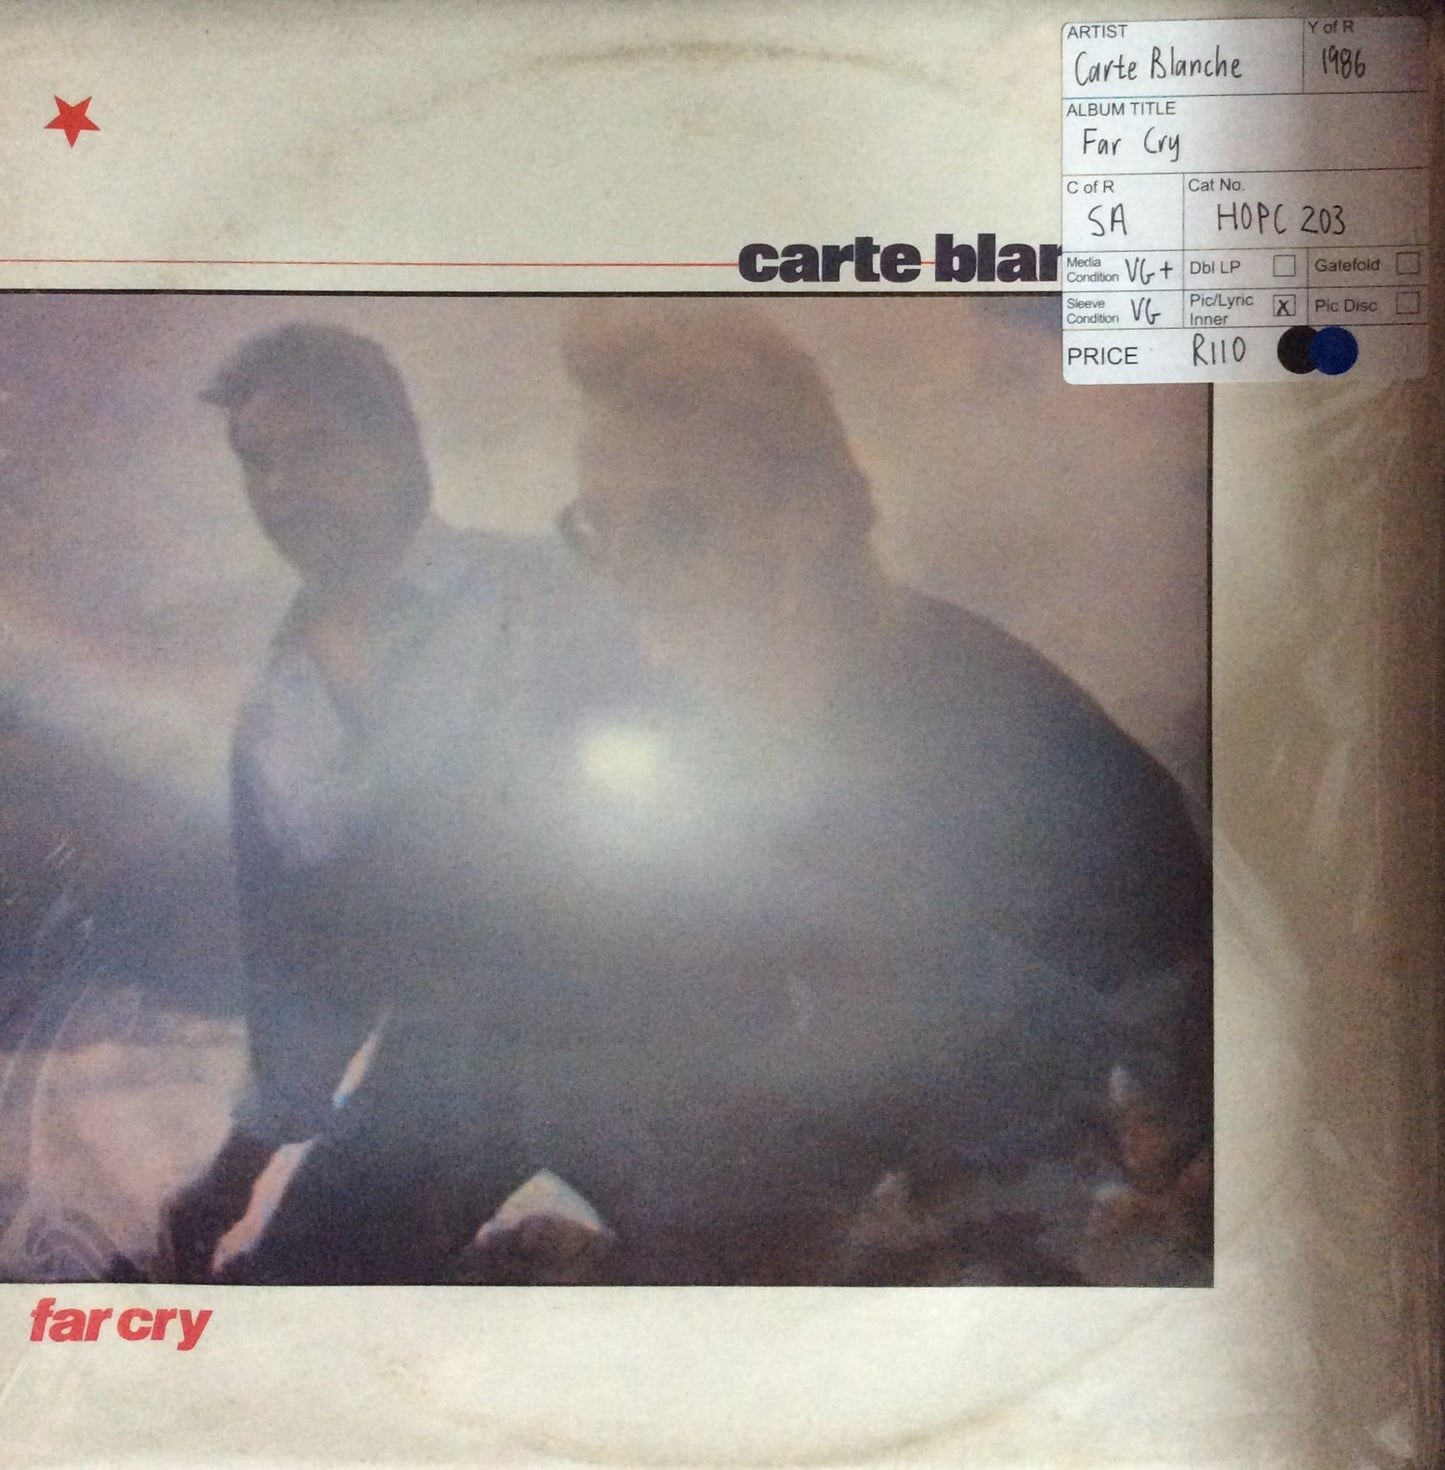 ARTIST
Carte Blanche
Y of R
1986
ALBUM TITLE
Far Cry
C of R
SA
Cat No.
HOPC 203
Media
Condition VG+
Dbl LP
Gatefold
Sleeve
Condition VG
Pic/Lyric
Inner X
Pic Disc
PRICE R110
carte blan
far cry